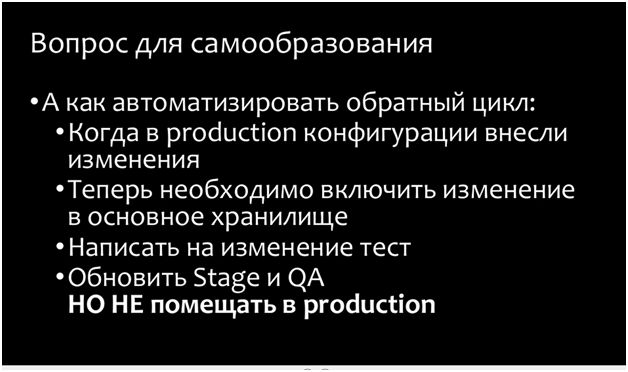 Вопрос для самообразования
•А как автоматизировать обратный цикл:
•Когда в production конфигурации внесли
изменения
•Теперь необходимо включить изменение
в основное хранилище
•Написать на изменение тест
•Обновить Stage и QA
НО НЕ помещать в production